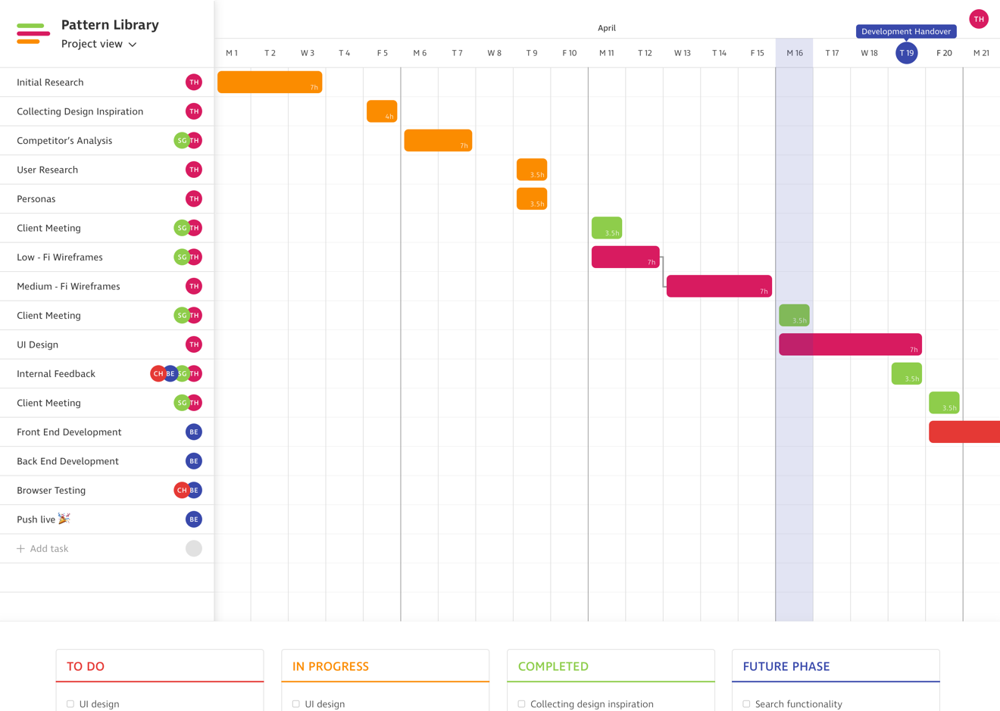 Pattern Library
Project view
TH
April
Development Handover
M 1 T 2 W 3 T 4 F 5 M 6 T 7 W 8 T 9 F 10 M 11 T 12 W 13 T 14 F 15 M 16 T 17 W 18 T 19 F 20 M 21
Initial Research TH 7h
Collecting Design Inspiration TH 4h
Competitor’s Analysis SG TH 7h
User Research TH 3.5h
Personas TH 3.5h
Client Meeting SG TH 3.5h
Low - Fi Wireframes SG TH 7h
Medium - Fi Wireframes TH 7h
Client Meeting SG TH 3.5h
UI Design TH 7h
Internal Feedback CH BE SG TH 3.5h
Client Meeting SG TH 3.5h
Front End Development BE
Back End Development BE
Browser Testing CH BE
Push live 🎉 BE
+ Add task
TO DO IN PROGRESS COMPLETED FUTURE PHASE
UI design UI design Collecting design inspiration Search functionality